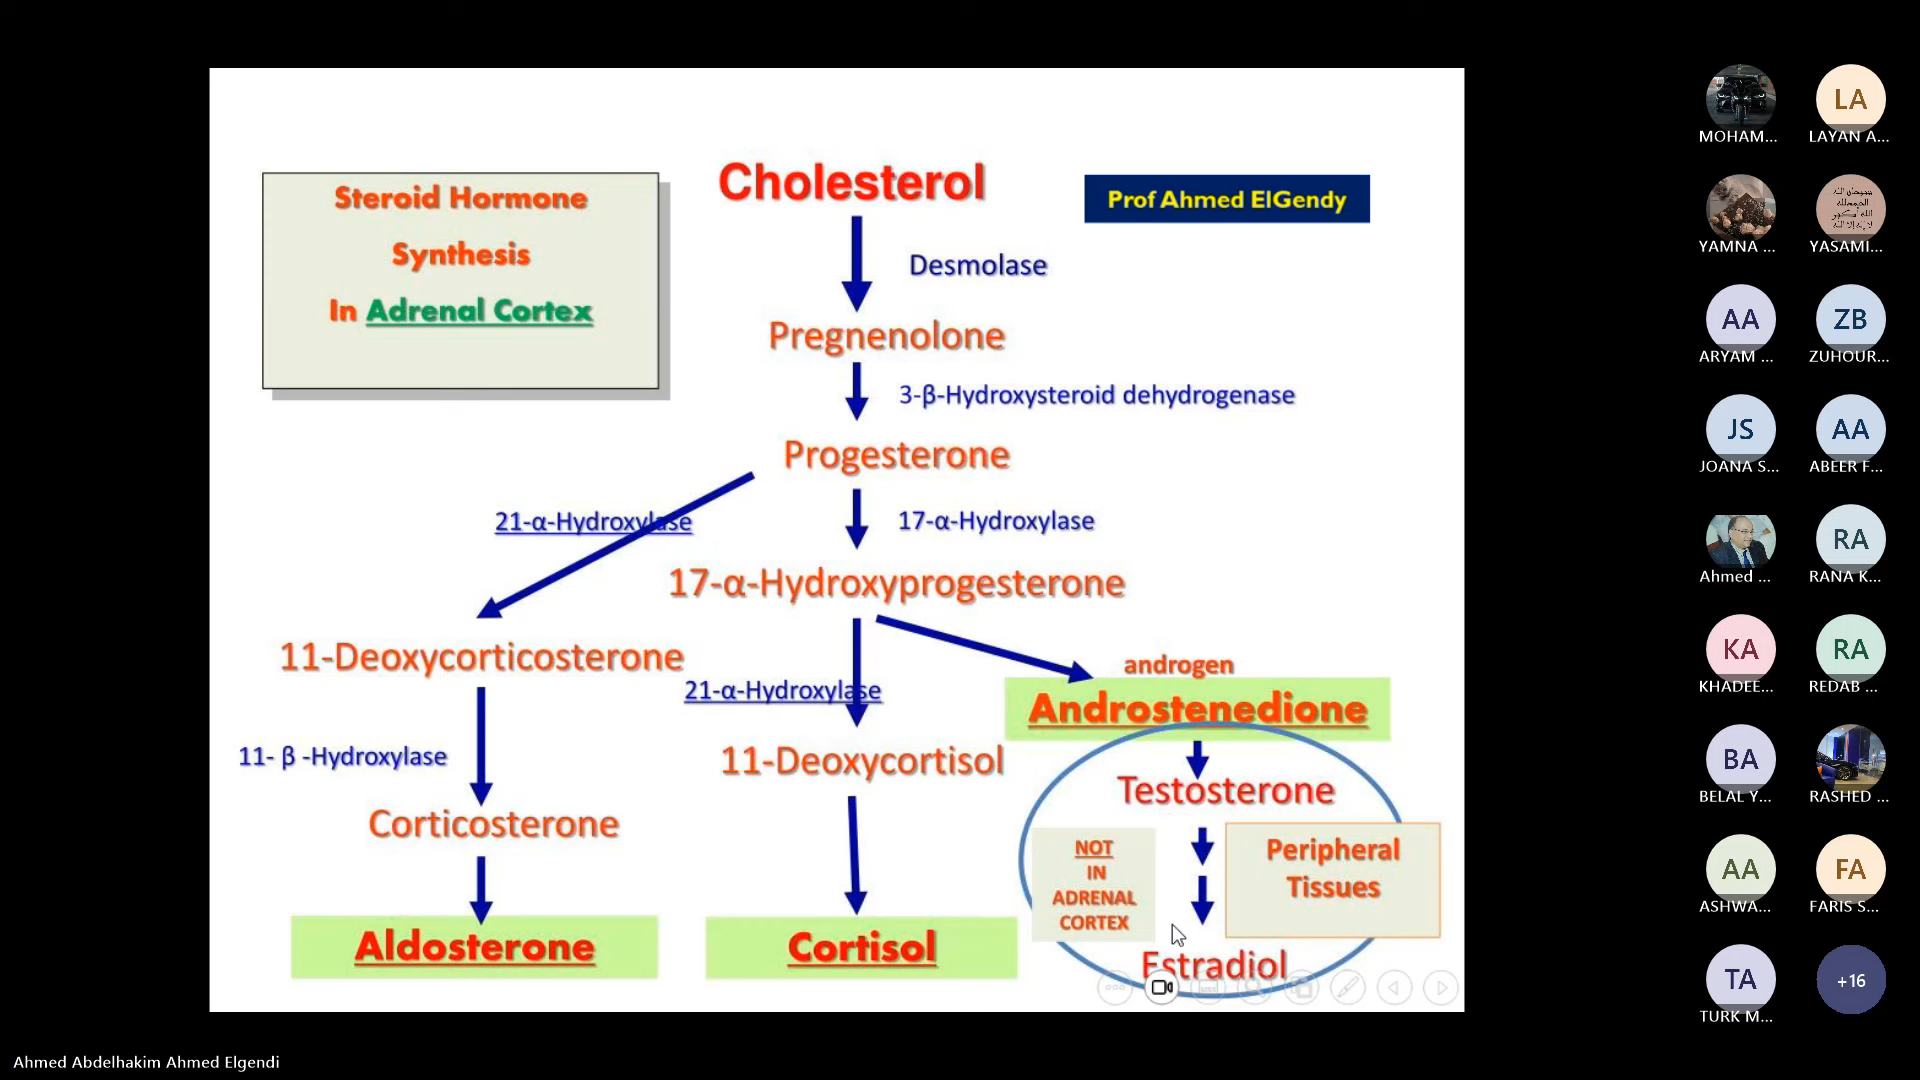 Steroid Hormone
Synthesis
In Adrenal Cortex
Cholesterol
Prof Ahmed ElGendy
Desmolase
Pregnenolone
3-β-Hydroxysteroid dehydrogenase
Progesterone
21-α-Hydroxylase
17-α-Hydroxylase
17-α-Hydroxyprogesterone
11-Deoxycorticosterone
21-α-Hydroxylase
androgen
Androstenedione
11- β -Hydroxylase
11-Deoxycortisol
Testosterone
Corticosterone
NOT
IN
ADRENAL
CORTEX
Peripheral
Tissues
Aldosterone
Cortisol
Estradiol
MOHAM...
LA
LAYAN A...
YAMNA ...
YASAMI...
AA
ARYAM ...
ZB
ZUHOUR...
JS
JOANA S...
AA
ABEER F...
Ahmed ...
RA
RANA K...
KA
KHADEE...
RA
REDAB ...
BA
BELAL Y...
RASHED ...
AA
ASHWA...
FA
FARIS S...
TA
TURK M...
+16
Ahmed Abdelhakim Ahmed Elgendi